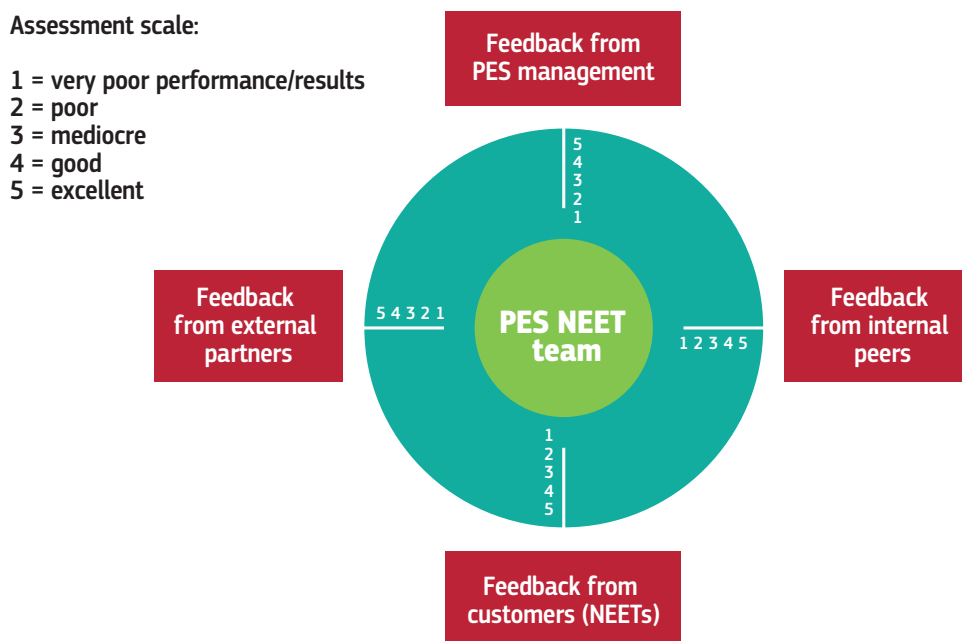 Assessment scale:
1 = very poor performance/results
2 = poor
3 = mediocre
4 = good
5 = excellent
Feedback from
PES management
5
4
3
2
1
Feedback
from external
partners
5 4 3 2 1
PES NEET
team
1 2 3 4 5
Feedback
from internal
peers
1
2
3
4
5
Feedback from
customers (NEETs)